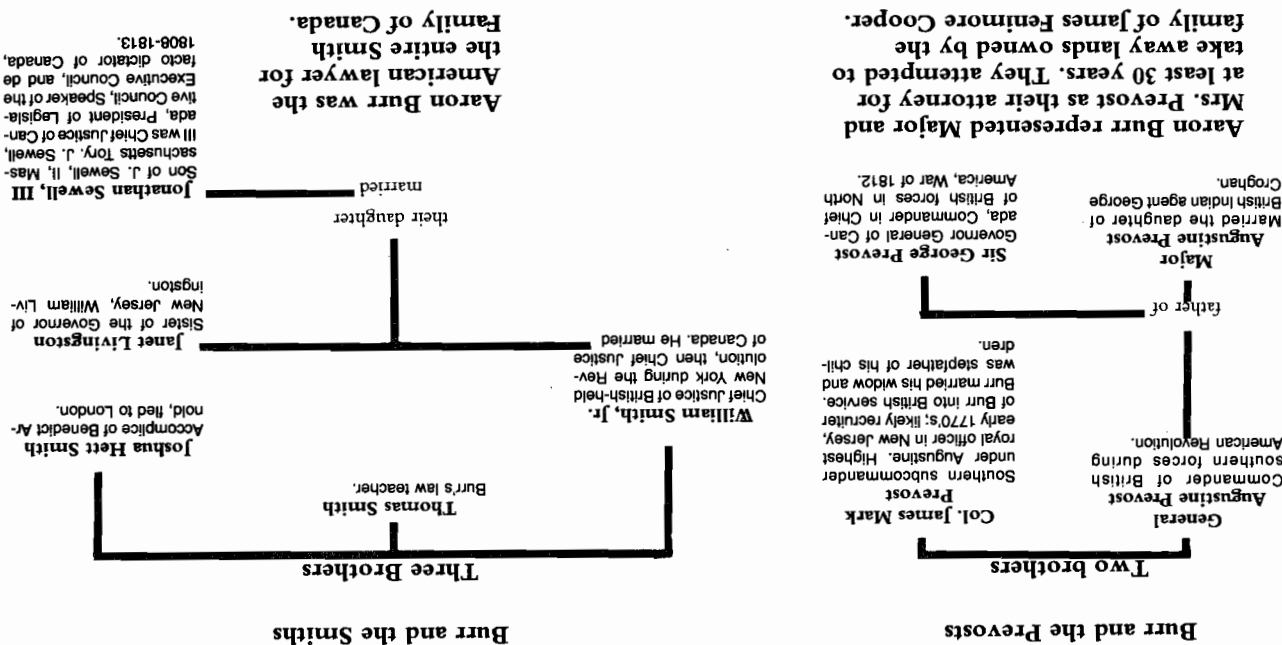 Burr and the Prevosts
Two brothers
General
Augustine Prevost
Commander of British
southern forces during
American Revolution.
Col. James Mark
Prevost
Southern subcommander
under Augustine. Highest
royal officer in New Jersey,
early 1770's; likely recruiter
of Burr into British service.
Burr married his widow and
was stepfather of his chil-
dren.
father of
Major
Augustine Prevost
Married the daughter of
British Indian agent George
Croghan.
Sir George Prevost
Governor General of Can-
ada, Commander in Chief
of British forces in North
America, War of 1812.
Aaron Burr represented Major and
Mrs. Prevost as their attorney for
at least 30 years. They attempted to
take away lands owned by the
family of James Fenimore Cooper.
Burr and the Smiths
Three Brothers
William Smith, Jr.
Chief Justice of British-held
New York during the Rev-
olution, then Chief Justice
of Canada. He married
Thomas Smith
Burr's law teacher.
Joshua Hett Smith
Accomplice of Benedict Ar-
nold, fled to London.
Janet Livingston
Sister of the Governor of
New Jersey, William Liv-
ingston.
their daughter
married
Jonathan Sewell, III
Son of J. Sewell, II, Mas-
sachusetts Tory. J. Sewell,
III was Chief Justice of Can-
ada, President of Legisla-
tive Council, Speaker of the
Executive Council, and de
facto dictator of Canada,
1808-1813.
Aaron Burr was the
American lawyer for
the entire Smith
Family of Canada.